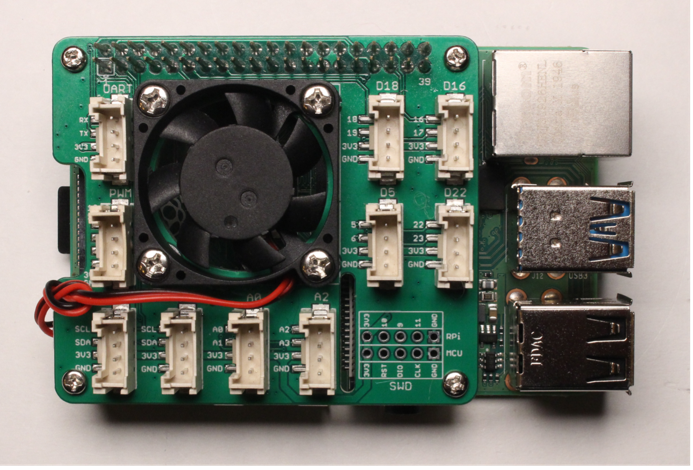 39
UART
RX
TX
3V3
GND
D18
18
19
3V3
GND
D16
16
17
3V3
GND
PWM
D5
5
6
3V3
GND
D22
22
23
3V3
GND
SCL
SDA
3V3
GND
SCL
SDA
3V3
GND
A0
A0
A1
3V3
GND
A2
A2
A3
3V3
GND
3V3 10 9 11 GND
RPi
MCU
3V3 RST DIO CLK GND
SWD
J12 USB3